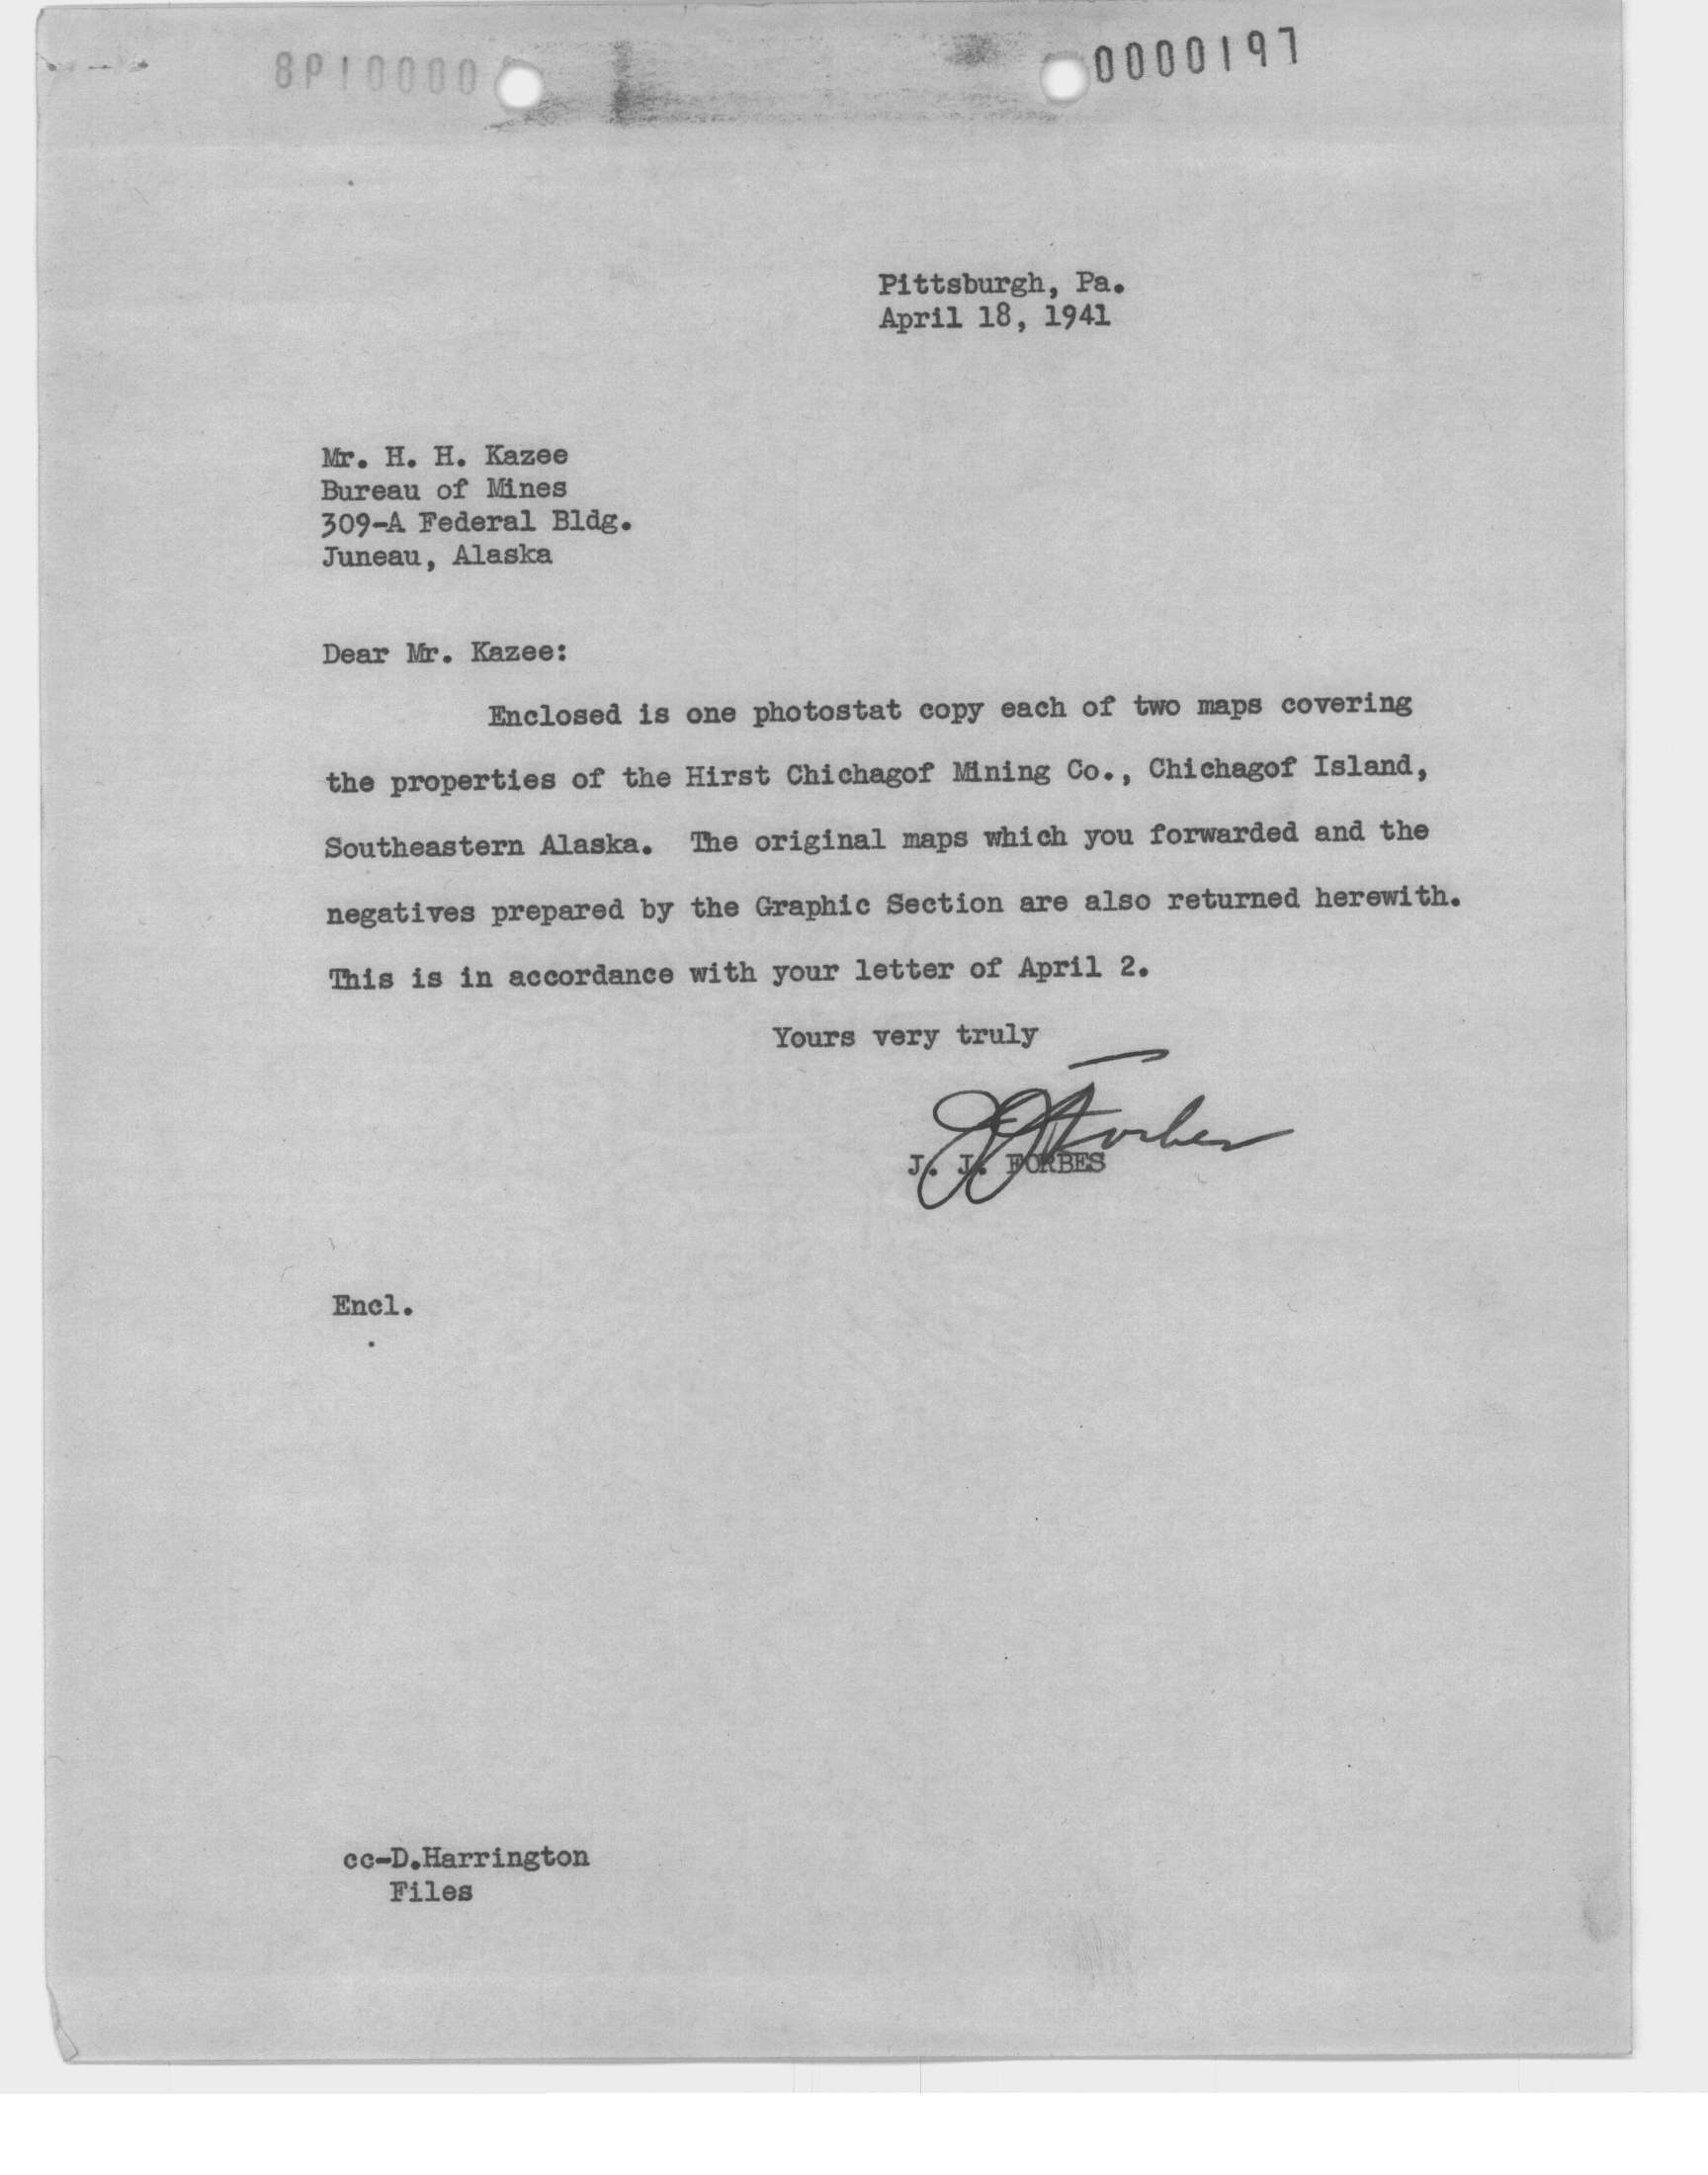 0000197
Pittsburgh, Pa.
April 18, 1941
Mr. H. H. Kazee
Bureau of Mines
309-A Federal Bldg.
Juneau, Alaska
Dear Mr. Kazee:
Enclosed is one photostat copy each of two maps covering
the properties of the Hirst Chichagof Mining Co., Chichagof Island,
Southeastern Alaska. The original maps which you forwarded and the
negatives prepared by the Graphic Section are also returned herewith.
This is in accordance with your letter of April 2.
Yours very truly
JJForbes
J. J. FORBES
Encl.
cc-D.Harrington
Files